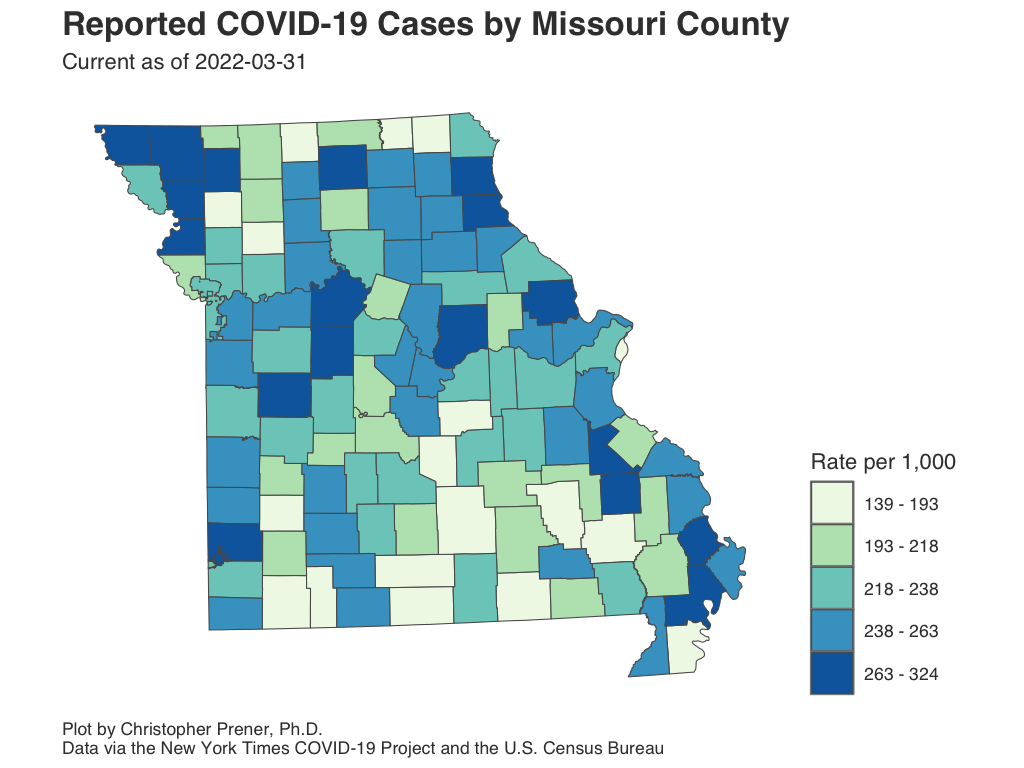 Reported COVID-19 Cases by Missouri County
Current as of 2022-03-31
Rate per 1,000
139 - 193
193 - 218
218 - 238
238 - 263
263 - 324
Plot by Christopher Prener, Ph.D.
Data via the New York Times COVID-19 Project and the U.S. Census Bureau